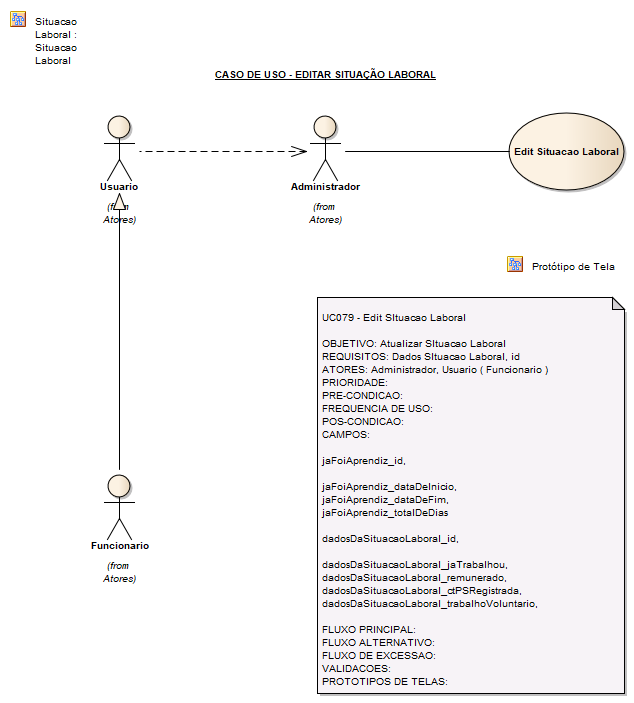 Situacao
Laboral :
Situacao
Laboral
CASO DE USO - EDITAR SITUAÇÃO LABORAL
Edit Situacao Laboral
Usuario
Administrador
(from
Atores)
(from
Atores)
Protótipo de Tela
UC079 - Edit SItuacao Laboral
OBJETIVO: Atualizar SItuacao Laboral
REQUISITOS: Dados SItuacao Laboral, id
ATORES: Administrador, Usuario ( Funcionario )
PRIORIDADE:
PRE-CONDICAO:
FREQUENCIA DE USO:
POS-CONDICAO:
CAMPOS:
jaFoiAprendiz_id,
jaFoiAprendiz_dataDeInicio,
jaFoiAprendiz_dataDeFim,
jaFoiAprendiz_totalDeDias
dadosDaSituacaoLaboral_id,
dadosDaSituacaoLaboral_jaTrabalhou,
dadosDaSituacaoLaboral_remunerado,
dadosDaSituacaoLaboral_ctPSRegistrada,
dadosDaSituacaoLaboral_trabalhoVoluntario,
FLUXO PRINCIPAL:
FLUXO ALTERNATIVO:
FLUXO DE EXCESSAO:
VALIDACOES:
PROTOTIPOS DE TELAS:
Funcionario
(from
Atores)